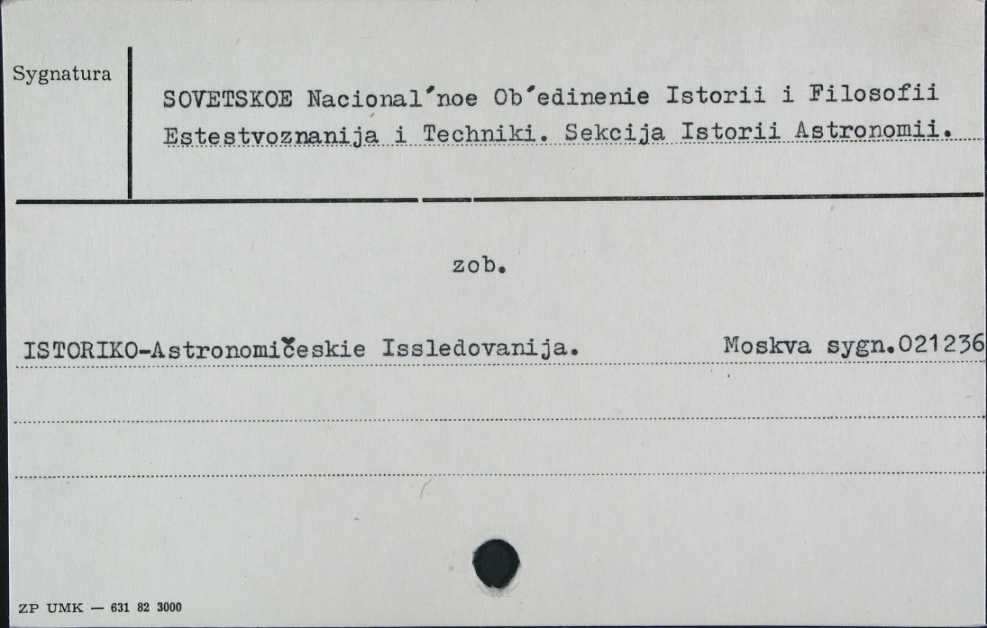 Sygnatura
SOVETSKOE Nacional′noe Ob′edinenie Istorii i Filosofii
Estestvoznanija i Techniki. Sekcija Istorii Astronomii.
zob.
ISTORIKO-Astronomičeskie Issledovanija. Moskva sygn.021236
ZP UMK — 631 82 3000